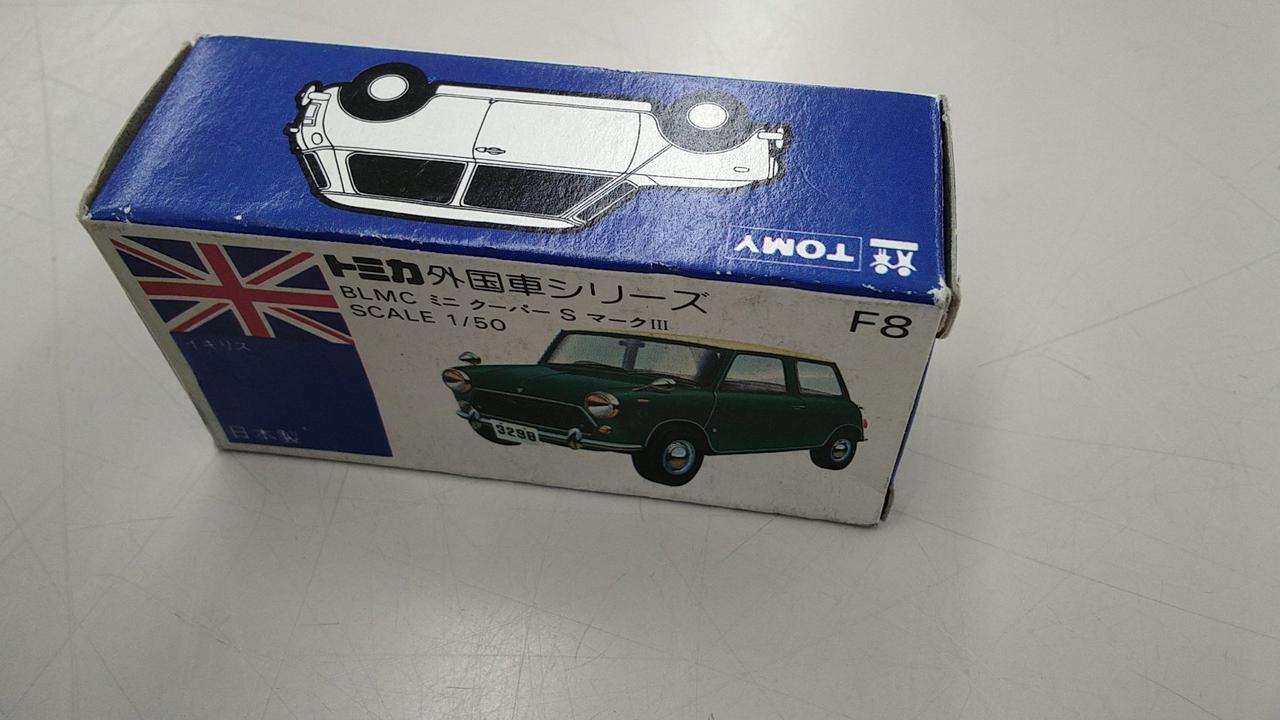 TOMY
トミカ外国車シリーズ
BLMC ミニ クーパー S マークIII
SCALE 1/50
F8
イギリス
日本製
3298